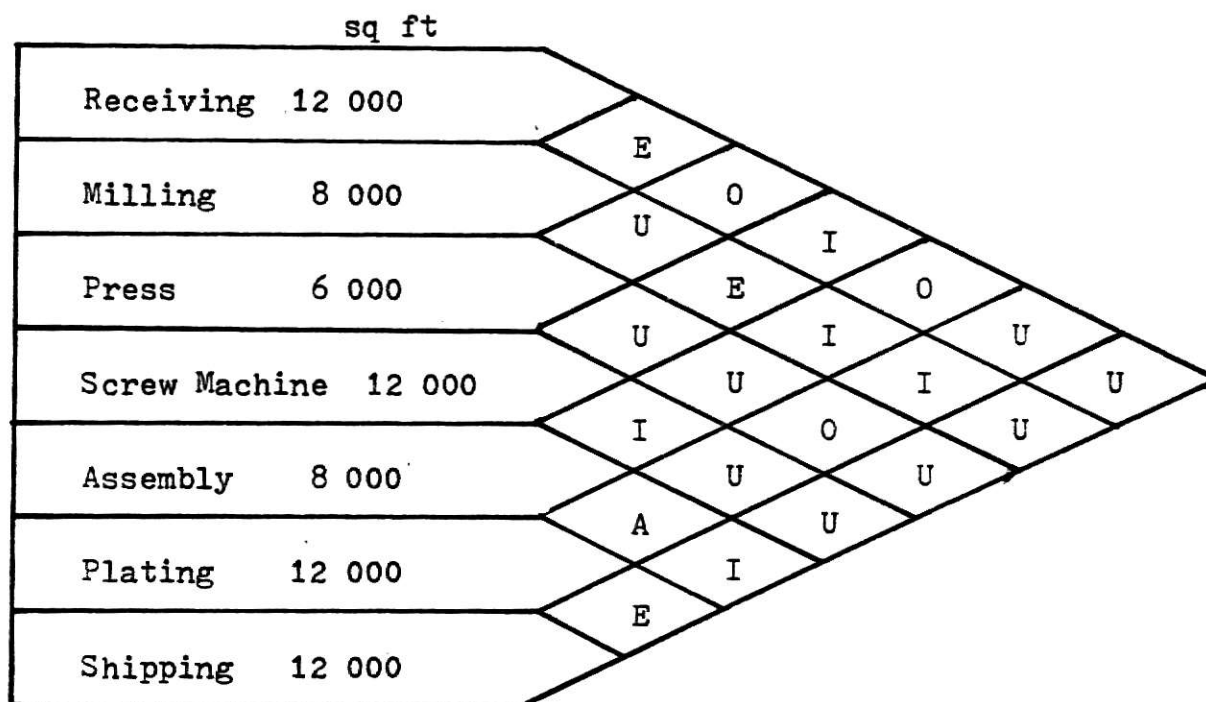 sq ft
Receiving 12 000
E
Milling 8 000 O
U I
Press 6 000 E O
U I U
Screw Machine 12 000 U I U
I O U
Assembly 8 000 U U
A U
Plating 12 000 I
E
Shipping 12 000